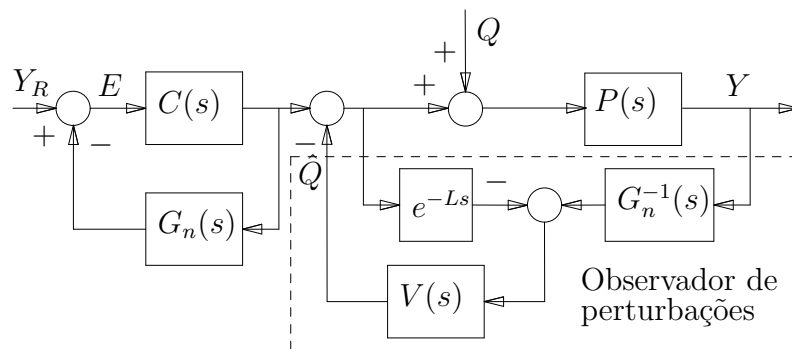 Q
+
Y_R
E
C(s)
+
P(s)
Y
+
−
−
Q̂
G_n(s)
e^{-Ls}
−
G_n^{-1}(s)
V(s)
Observador de
perturbações